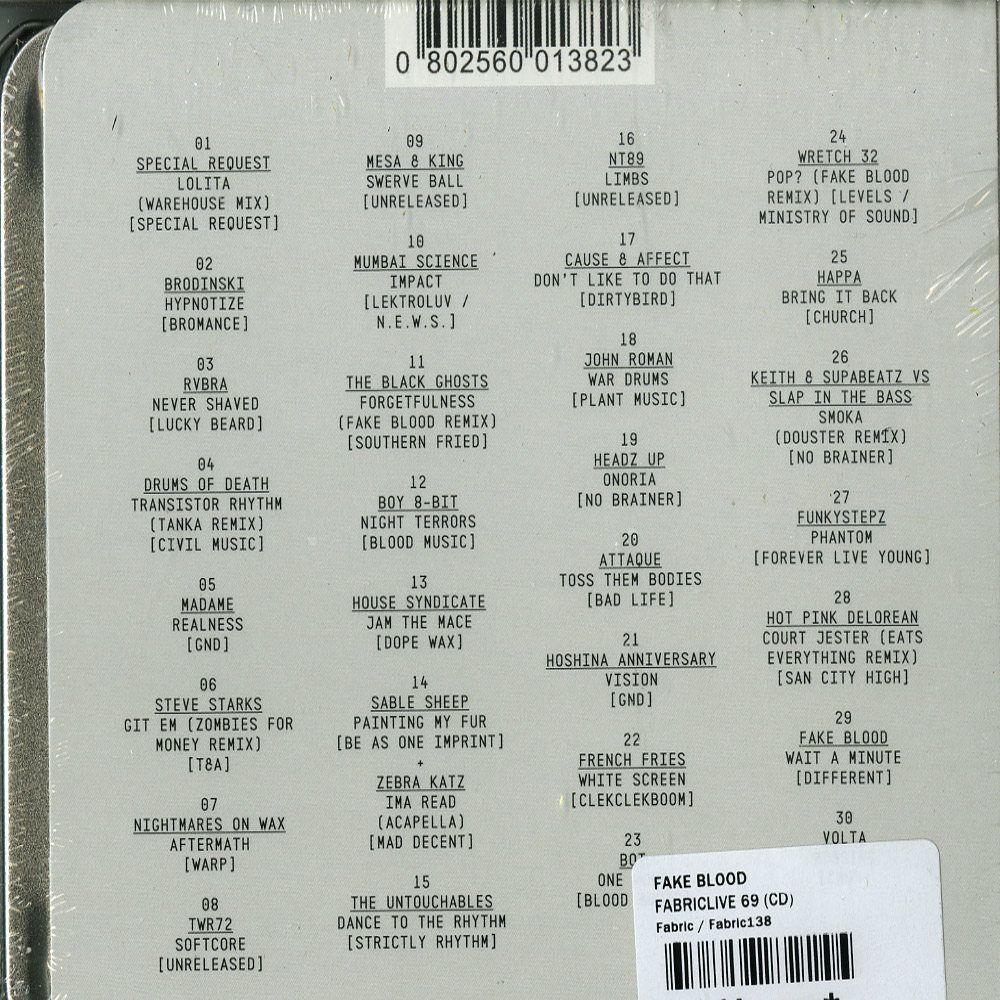 0 802560 013823
01
SPECIAL REQUEST
LOLITA
(WAREHOUSE MIX)
[SPECIAL REQUEST]
02
BRODINSKI
HYPNOTIZE
[BROMANCE]
03
RVBRA
NEVER SHAVED
[LUCKY BEARD]
04
DRUMS OF DEATH
TRANSISTOR RHYTHM
(TANKA REMIX)
[CIVIL MUSIC]
05
MADAME
REALNESS
[GND]
06
STEVE STARKS
GIT EM (ZOMBIES FOR
MONEY REMIX)
[T&A]
07
NIGHTMARES ON WAX
AFTERMATH
[WARP]
08
TWR72
SOFTCORE
[UNRELEASED]
09
MESA & KING
SWERVE BALL
[UNRELEASED]
10
MUMBAI SCIENCE
IMPACT
[LEKTROLUV /
N.E.W.S.]
11
THE BLACK GHOSTS
FORGETFULNESS
(FAKE BLOOD REMIX)
[SOUTHERN FRIED]
12
BOY 8-BIT
NIGHT TERRORS
[BLOOD MUSIC]
13
HOUSE SYNDICATE
JAM THE MACE
[DOPE WAX]
14
SABLE SHEEP
PAINTING MY FUR
[BE AS ONE IMPRINT]
+
ZEBRA KATZ
IMA READ
(ACAPELLA)
[MAD DECENT]
15
THE UNTOUCHABLES
DANCE TO THE RHYTHM
[STRICTLY RHYTHM]
16
NT89
LIMBS
[UNRELEASED]
17
CAUSE & AFFECT
DON'T LIKE TO DO THAT
[DIRTYBIRD]
18
JOHN ROMAN
WAR DRUMS
[PLANT MUSIC]
19
HEADZ UP
ONORIA
[NO BRAINER]
20
ATTAQUE
TOSS THEM BODIES
[BAD LIFE]
21
HOSHINA ANNIVERSARY
VISION
[GND]
22
FRENCH FRIES
WHITE SCREEN
[CLEKCLEKBOOM]
23
BOT
ONE
[BLOOD
24
WRETCH 32
POP? (FAKE BLOOD
REMIX) [LEVELS /
MINISTRY OF SOUND]
25
HAPPA
BRING IT BACK
[CHURCH]
26
KEITH & SUPABEATZ VS
SLAP IN THE BASS
SMOKA
(DOUSTER REMIX)
[NO BRAINER]
27
FUNKYSTEPZ
PHANTOM
[FOREVER LIVE YOUNG]
28
HOT PINK DELOREAN
COURT JESTER (EATS
EVERYTHING REMIX)
[SAN CITY HIGH]
29
FAKE BLOOD
WAIT A MINUTE
[DIFFERENT]
30
VOLTA
FAKE BLOOD
FABRICLIVE 69 (CD)
Fabric / Fabric138